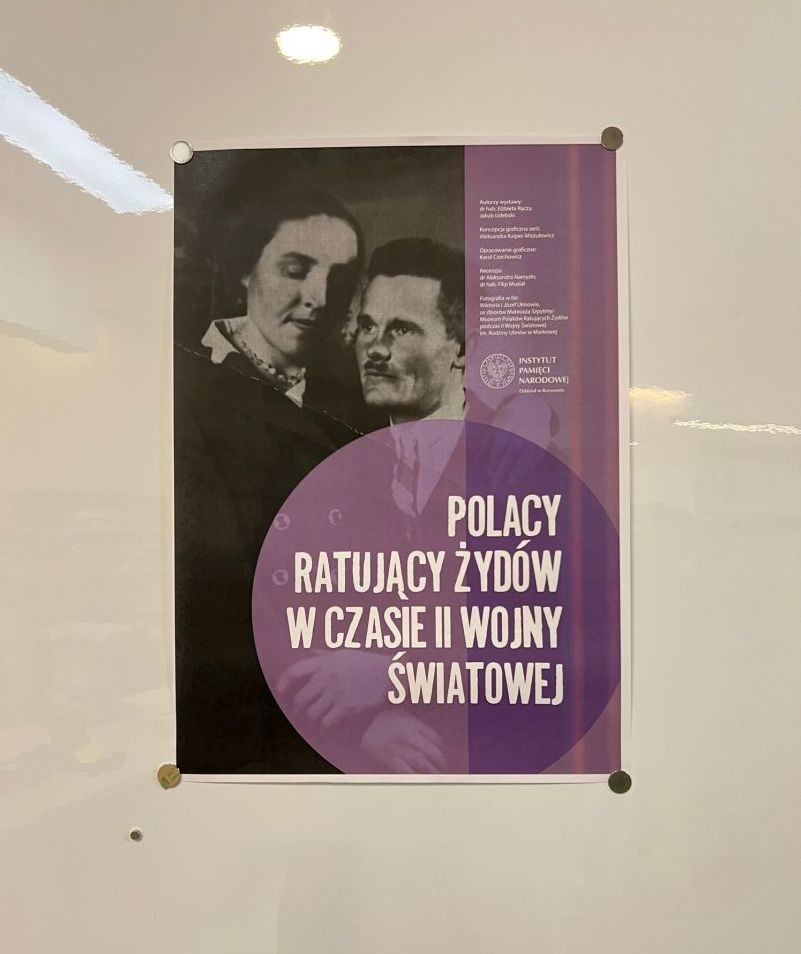 Autorzy wystawy:
dr hab. Elżbieta Rączy,
Jakub Izdebski
Koncepcja graficzna serii:
Aleksandra Kaiper-Miszułowicz
Opracowanie graficzne:
Karol Czechowicz
Recenzja:
dr Aleksandra Namysło,
dr hab. Filip Musiał
Fotografia w tle:
Wiktoria i Józef Ulmowie,
ze zbiorów Mateusza Szpytmy/
Muzeum Polaków Ratujących Żydów
podczas II Wojny Światowej
im. Rodziny Ulmów w Markowej
INSTYTUT
PAMIĘCI
NARODOWEJ
Oddział w Rzeszowie
POLACY
RATUJĄCY ŻYDÓW
W CZASIE II WOJNY
ŚWIATOWEJ